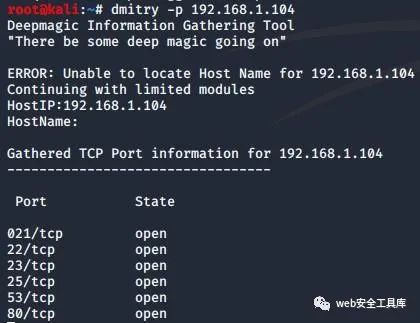 root@kali:~# dmitry -p 192.168.1.104
Deepmagic Information Gathering Tool
"There be some deep magic going on"
ERROR: Unable to locate Host Name for 192.168.1.104
Continuing with limited modules
HostIP:192.168.1.104
HostName:
Gathered TCP Port information for 192.168.1.104
---------------------------------
Port State
021/tcp open
22/tcp open
23/tcp open
25/tcp open
53/tcp open
80/tcp open
web安全工具库